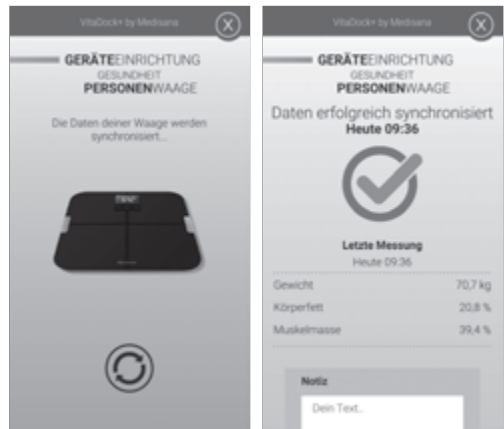 VitaDock+ by Medisana
X
GERÄTEEINRICHTUNG
GESUNDHEIT
PERSONENWAAGE
Die Daten deiner Waage werden
synchronisiert...
VitaDock+ by Medisana
X
GERÄTEEINRICHTUNG
GESUNDHEIT
PERSONENWAAGE
Daten erfolgreich synchronisiert
Heute 09:36
Letzte Messung
Heute 09:36
Gewicht 70,7 kg
Körperfett 20,8 %
Muskelmasse 39,4 %
Notiz
Dein Text..